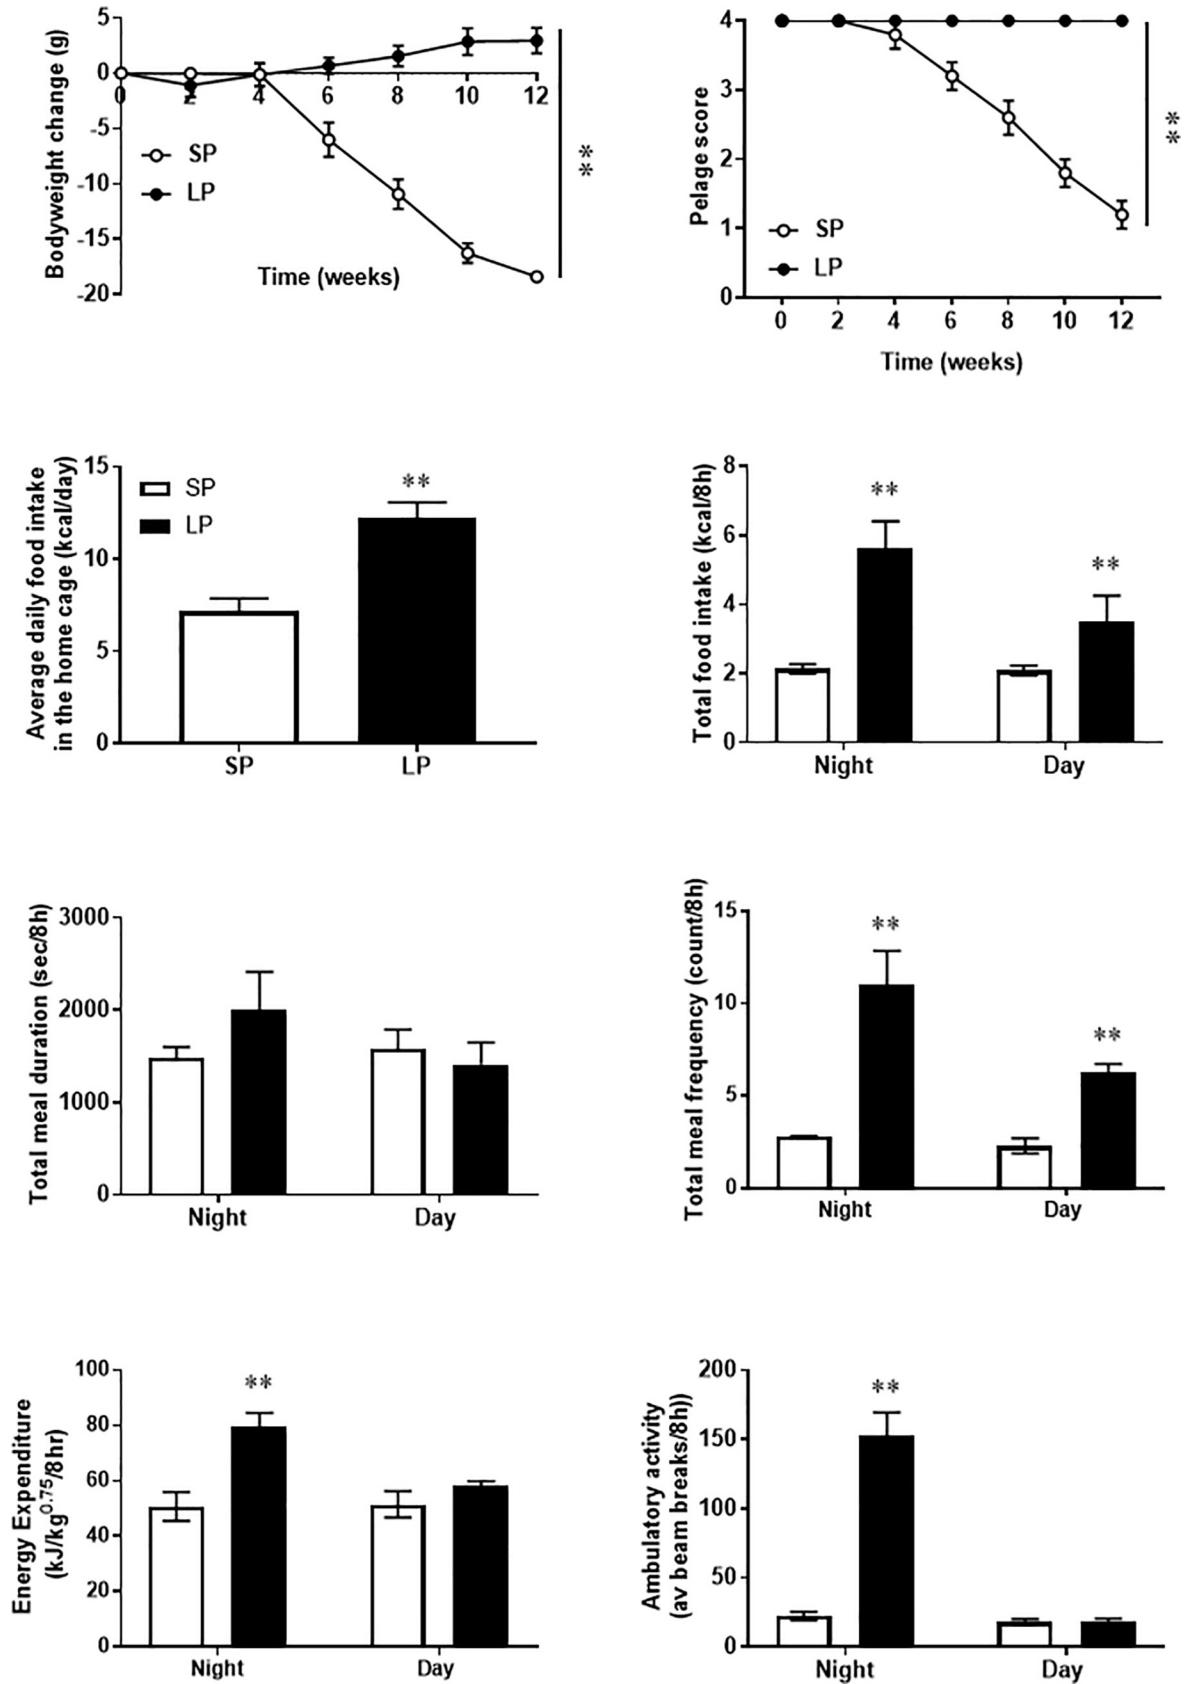 Bodyweight change (g)
5
0
-5
-10
-15
-20
0 2 4 6 8 10 12
SP
LP
Time (weeks)
**
Pelage score
4
3
2
1
0
SP
LP
0 2 4 6 8 10 12
Time (weeks)
**
Average daily food intake
in the home cage (kcal/day)
15
10
5
0
SP
LP
**
SP LP
Total food intake (kcal/8h)
8
6
4
2
0
**
**
Night Day
Total meal duration (sec/8h)
3000
2000
1000
0
Night Day
Total meal frequency (count/8h)
15
10
5
0
**
**
Night Day
Energy Expenditure
(kJ/kg^0.75/8hr)
100
80
60
40
20
0
**
Night Day
Ambulatory activity
(av beam breaks/8h))
200
150
100
50
0
**
Night Day